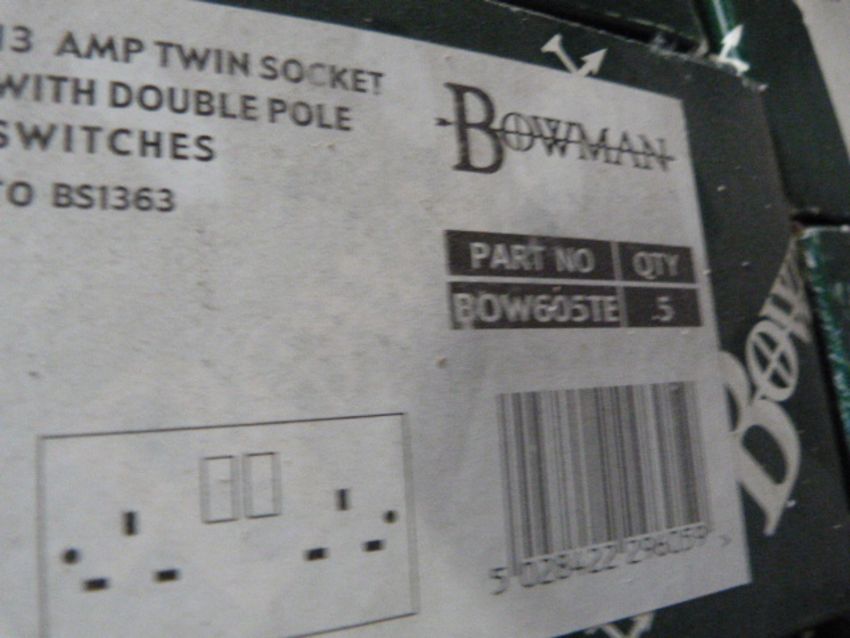 13 AMP TWIN SOCKET
WITH DOUBLE POLE
SWITCHES
TO BS1363
BOWMAN
PART NO QTY
BOW605TE 5
5 028422 296059 >
BOW